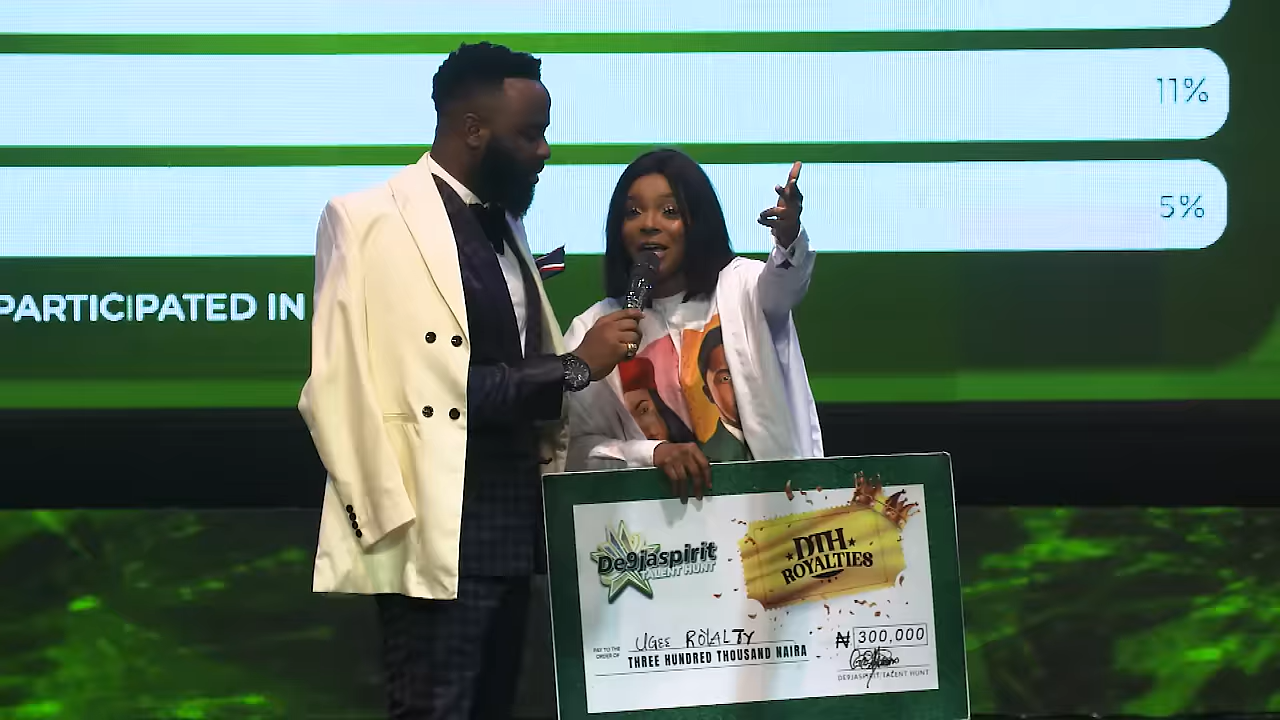 11%
5%
PARTICIPATED IN
De9jaspirit
TALENT HUNT
DTH
ROYALTIES
PAY TO THE
ORDER OF
UGEE ROYALTY
THREE HUNDRED THOUSAND NAIRA
₦ 300,000
DE9JASPIRIT TALENT HUNT